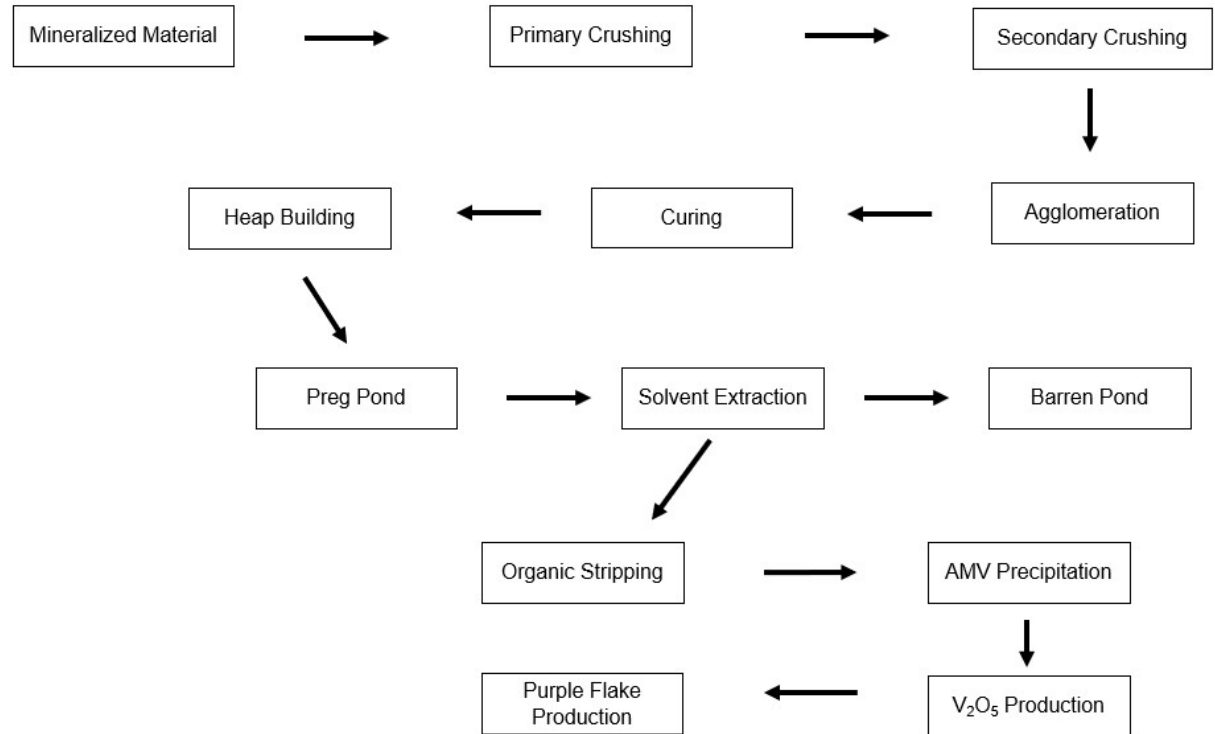 Mineralized Material
Primary Crushing
Secondary Crushing
Heap Building
Curing
Agglomeration
Preg Pond
Solvent Extraction
Barren Pond
Organic Stripping
AMV Precipitation
Purple Flake
Production
V₂O₅ Production